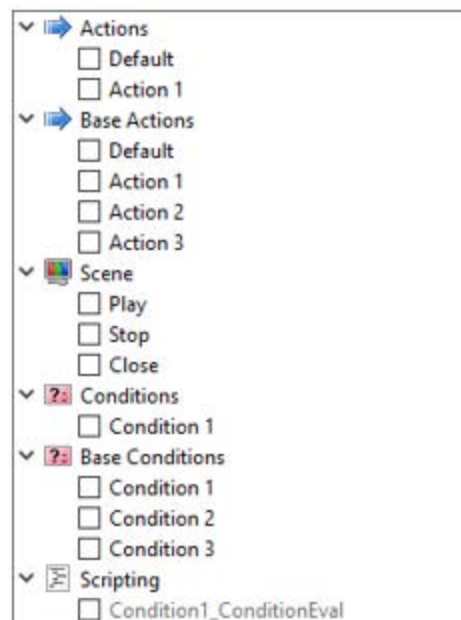 Actions
Default
Action 1
Base Actions
Default
Action 1
Action 2
Action 3
Scene
Play
Stop
Close
?: Conditions
Condition 1
?: Base Conditions
Condition 1
Condition 2
Condition 3
Scripting
Condition1_ConditionEval